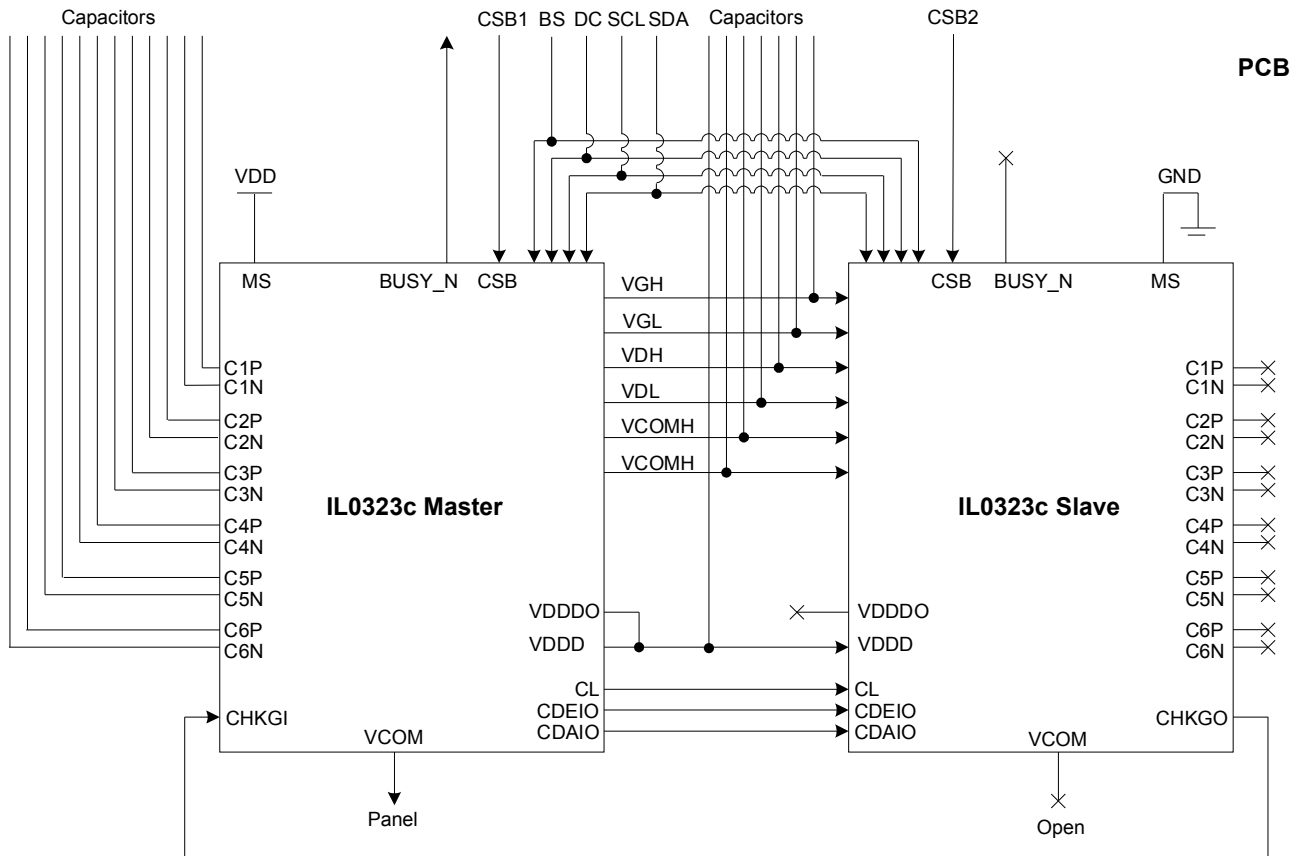 Capacitors
CSB1 BS DC SCL SDA
Capacitors
CSB2
PCB
VDD
GND
MS
BUSY_N
CSB
CSB
BUSY_N
MS
VGH
VGL
VDH
VDL
VCOMH
VCOMH
C1P
C1N
C2P
C2N
C3P
C3N
C4P
C4N
C5P
C5N
C6P
C6N
IL0323c Master
IL0323c Slave
C1P
C1N
C2P
C2N
C3P
C3N
C4P
C4N
C5P
C5N
C6P
C6N
VDDDO
VDDDO
VDDD
VDDD
CL
CL
CDEIO
CDEIO
CDAIO
CDAIO
CHKGI
CHKGO
VCOM
VCOM
Panel
Open